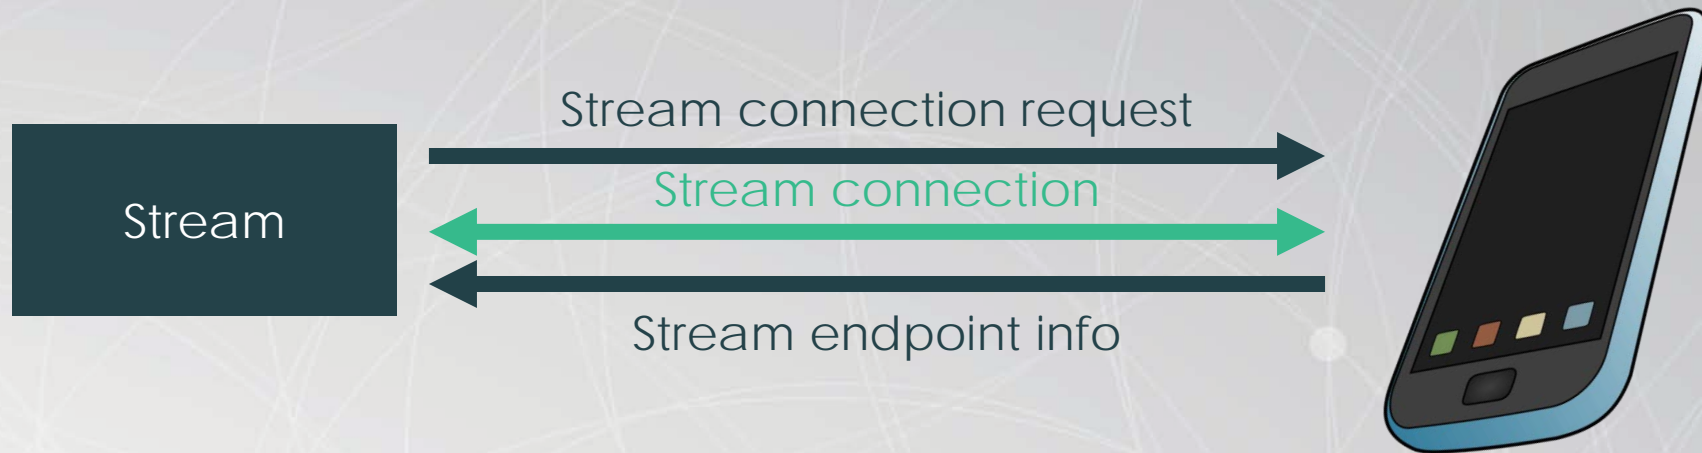 Stream connection request
Stream connection
Stream
Stream endpoint info